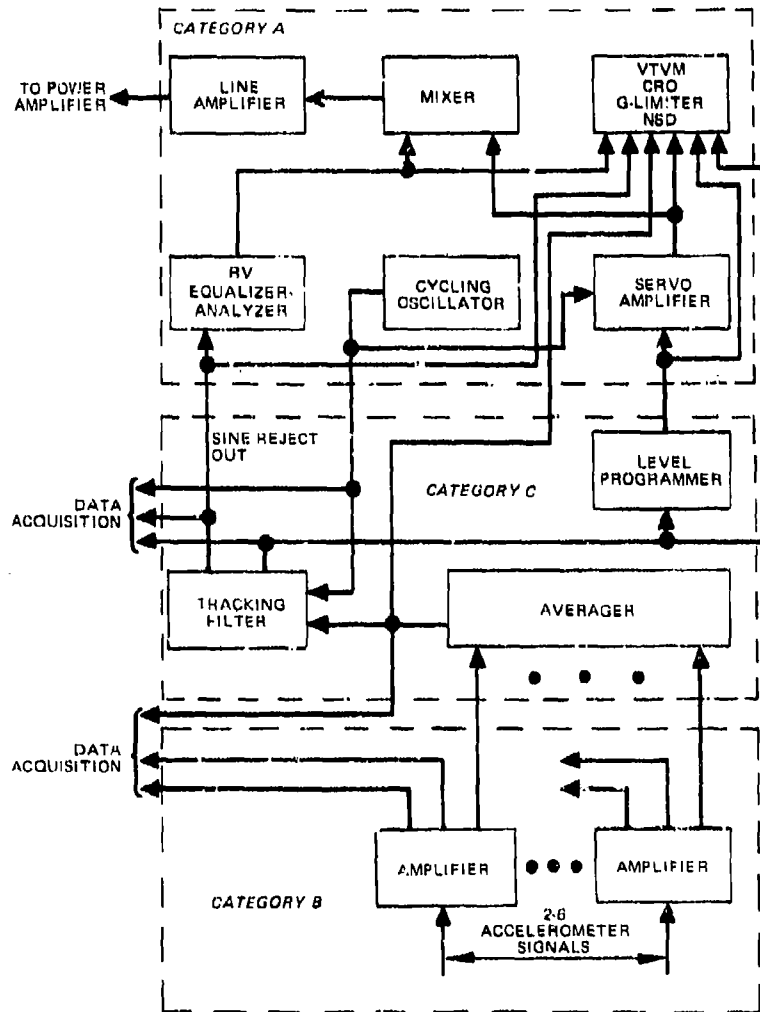 CATEGORY A
TO POWER
AMPLIFIER
LINE
AMPLIFIER
MIXER
VTVM
CRO
G-LIMITER
NSD
RV
EQUALIZER-
ANALYZER
CYCLING
OSCILLATOR
SERVO
AMPLIFIER
SINE REJECT
OUT
DATA
ACQUISITION
CATEGORY C
LEVEL
PROGRAMMER
TRACKING
FILTER
AVERAGER
DATA
ACQUISITION
AMPLIFIER
AMPLIFIER
CATEGORY B
2-6
ACCELEROMETER
SIGNALS